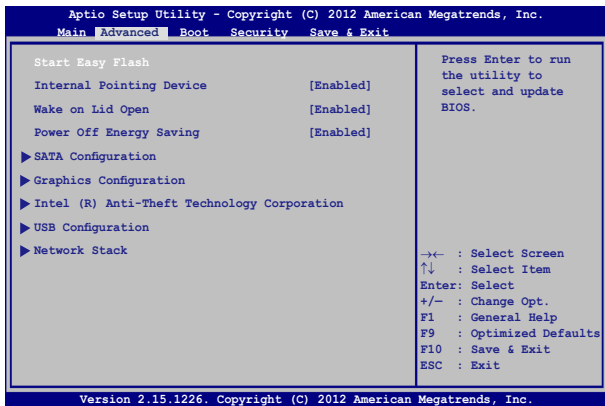 Aptio Setup Utility - Copyright (C) 2012 American Megatrends, Inc.
Main Advanced Boot Security Save & Exit
Start Easy Flash
Internal Pointing Device [Enabled]
Wake on Lid Open [Enabled]
Power Off Energy Saving [Enabled]
SATA Configuration
Graphics Configuration
Intel (R) Anti-Theft Technology Corporation
USB Configuration
Network Stack
Press Enter to run
the utility to
select and update
BIOS.
→← : Select Screen
↑↓ : Select Item
Enter: Select
+/— : Change Opt.
F1 : General Help
F9 : Optimized Defaults
F10 : Save & Exit
ESC : Exit
Version 2.15.1226. Copyright (C) 2012 American Megatrends, Inc.